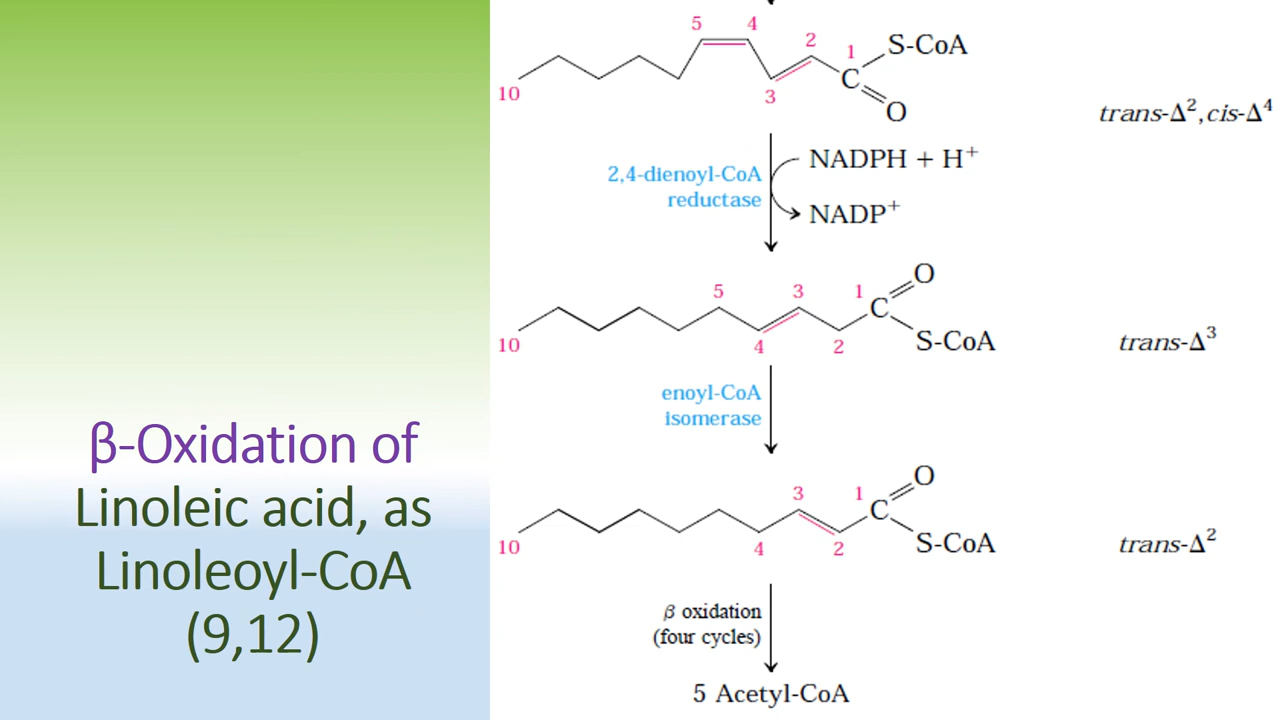 β-Oxidation of
Linoleic acid, as
Linoleoyl-CoA
(9,12)
5 4 2 1 S-CoA
10 3 C O
trans-Δ²,cis-Δ⁴
2,4-dienoyl-CoA
reductase
NADPH + H⁺
NADP⁺
O
5 3 1 C
10 4 2 S-CoA
trans-Δ³
enoyl-CoA
isomerase
O
3 1 C
10 4 2 S-CoA
trans-Δ²
β oxidation
(four cycles)
5 Acetyl-CoA